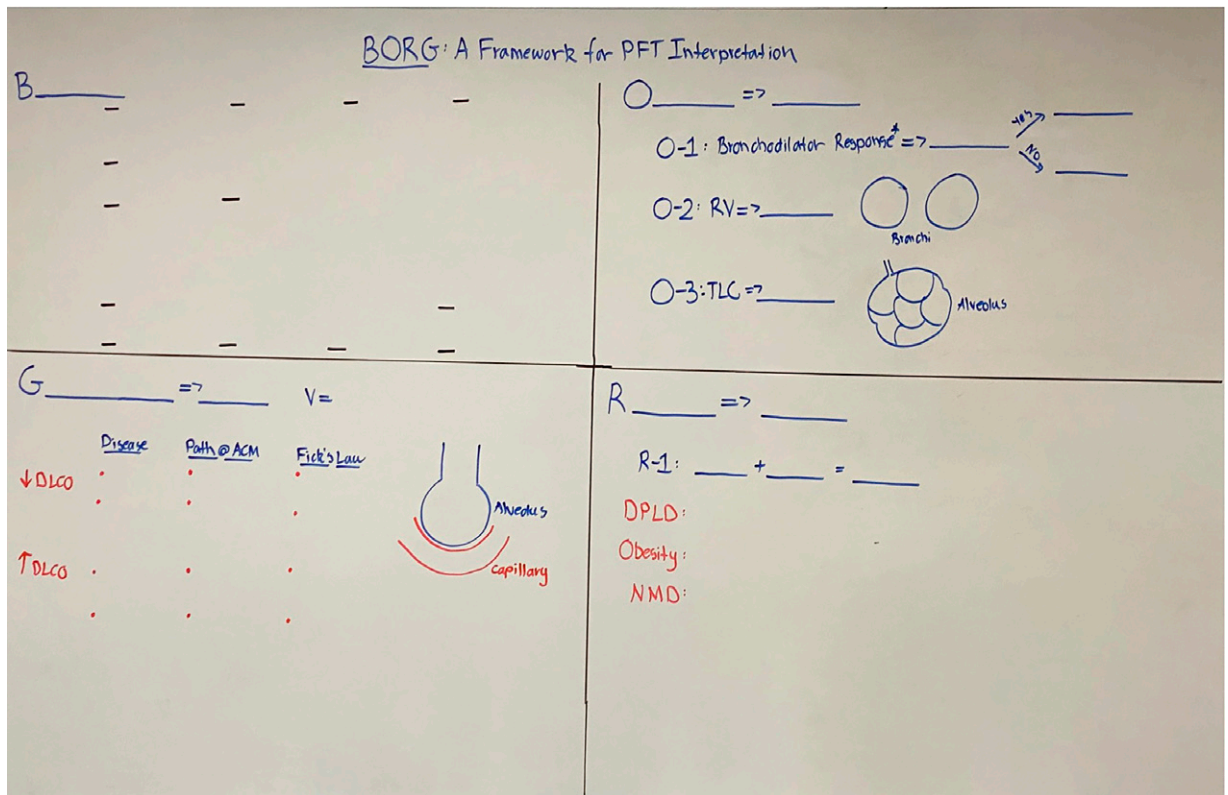 BORG: A Framework for PFT Interpretation
B
O => 
O-1: Bronchodilator Response* => yes
NO
O-2: RV=>
Bronchi
O-3: TLC =>
Alveolus
G => V=
Disease Path@ACM Fick's Law
↓DLCO
Alveolus
Capillary
↑DLCO
R =>
R-1: + =
DPLD:
Obesity:
NMD: